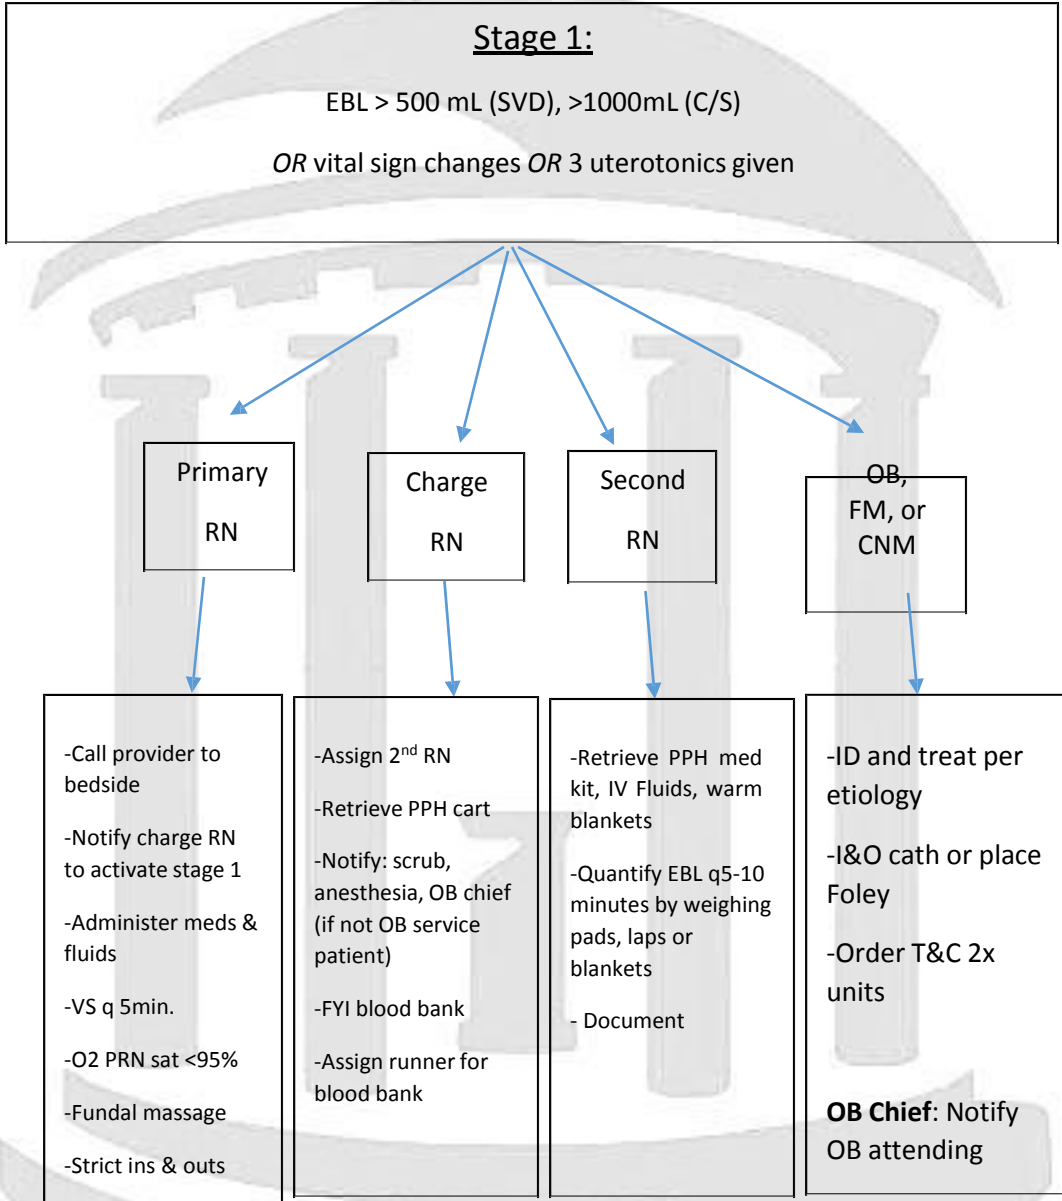 Stage 1:
EBL > 500 mL (SVD), >1000mL (C/S)
OR vital sign changes OR 3 uterotonics given
Primary
RN
Charge
RN
Second
RN
OB,
FM, or
CNM
-Call provider to
bedside
-Notify charge RN
to activate stage 1
-Administer meds &
fluids
-VS q 5min.
-O2 PRN sat <95%
-Fundal massage
-Strict ins & outs
-Assign 2nd RN
-Retrieve PPH cart
-Notify: scrub,
anesthesia, OB chief
(if not OB service
patient)
-FYI blood bank
-Assign runner for
blood bank
-Retrieve PPH med
kit, IV Fluids, warm
blankets
-Quantify EBL q5-10
minutes by weighing
pads, laps or
blankets
- Document
-ID and treat per
etiology
-I&O cath or place
Foley
-Order T&C 2x
units
OB Chief: Notify
OB attending